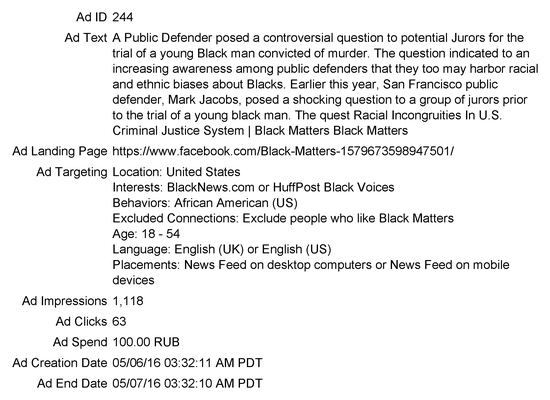 Ad ID 244
Ad Text A Public Defender posed a controversial question to potential Jurors for the
trial of a young Black man convicted of murder. The question indicated to an
increasing awareness among public defenders that they too may harbor racial
and ethnic biases about Blacks. Earlier this year, San Francisco public
defender, Mark Jacobs, posed a shocking question to a group of jurors prior
to the trial of a young black man. The quest Racial Incongruities In U.S.
Criminal Justice System | Black Matters Black Matters
Ad Landing Page https://www.facebook.com/Black-Matters-1579673598947501/
Ad Targeting Location: United States
Interests: BlackNews.com or HuffPost Black Voices
Behaviors: African American (US)
Excluded Connections: Exclude people who like Black Matters
Age: 18 - 54
Language: English (UK) or English (US)
Placements: News Feed on desktop computers or News Feed on mobile
devices
Ad Impressions 1,118
Ad Clicks 63
Ad Spend 100.00 RUB
Ad Creation Date 05/06/16 03:32:11 AM PDT
Ad End Date 05/07/16 03:32:10 AM PDT